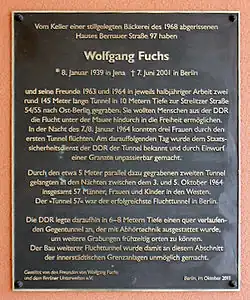 Vom Keller einer stillgelegten Bäckerei des 1968 abgerissenen
Hauses Bernauer Straße 97 haben
Wolfgang Fuchs
* 8. Januar 1939 in Jena † 7. Juni 2001 in Berlin
und seine Freunde 1963 und 1964 in jeweils halbjähriger Arbeit zwei
rund 145 Meter lange Tunnel in 10 Metern Tiefe zur Strelitzer Straße
54/55 nach Ost-Berlin gegraben. Sie wollten Menschen aus der DDR
die Flucht unter der Mauer hindurch in die Freiheit ermöglichen.
In der Nacht des 7./8. Januar 1964 konnten drei Frauen durch den
ersten Tunnel flüchten. Am darauffolgenden Tag wurde dem Staats-
sicherheitsdienst der DDR der Tunnel bekannt und durch Einwurf
einer Granate unpassierbar gemacht.
Durch den etwa 5 Meter parallel dazu gegrabenen zweiten Tunnel
gelangten in den Nächten zwischen dem 3. und 5. Oktober 1964
insgesamt 57 Männer, Frauen und Kinder in den Westen.
Der »Tunnel 57« war der erfolgreichste Fluchttunnel in Berlin.
Die DDR legte daraufhin in 6–8 Metern Tiefe einen quer verlaufen-
den Gegentunnel an, der mit Abhörtechnik ausgestattet wurde,
um weitere Grabungen frühzeitig orten zu können.
Der Bau weiterer Fluchttunnel wurde damit an diesem Abschnitt
der innerstädtischen Grenzanlagen unmöglich gemacht.
Gestiftet von den Freunden von Wolfgang Fuchs
und dem Berliner Unterwelten e.V.
Berlin, im Oktober 2011